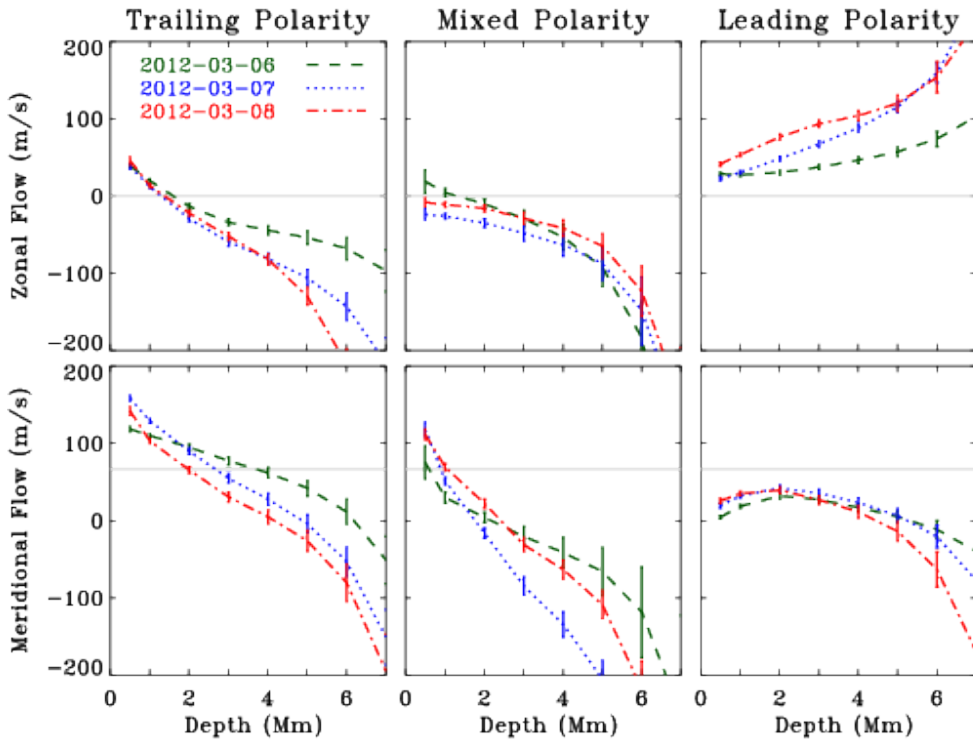 Trailing Polarity Mixed Polarity Leading Polarity
200
100
0
-100
-200
Zonal Flow (m/s)
2012-03-06
2012-03-07
2012-03-08
200
100
0
-100
-200
Meridional Flow (m/s)
0 2 4 6 0 2 4 6 0 2 4 6
Depth (Mm) Depth (Mm) Depth (Mm)